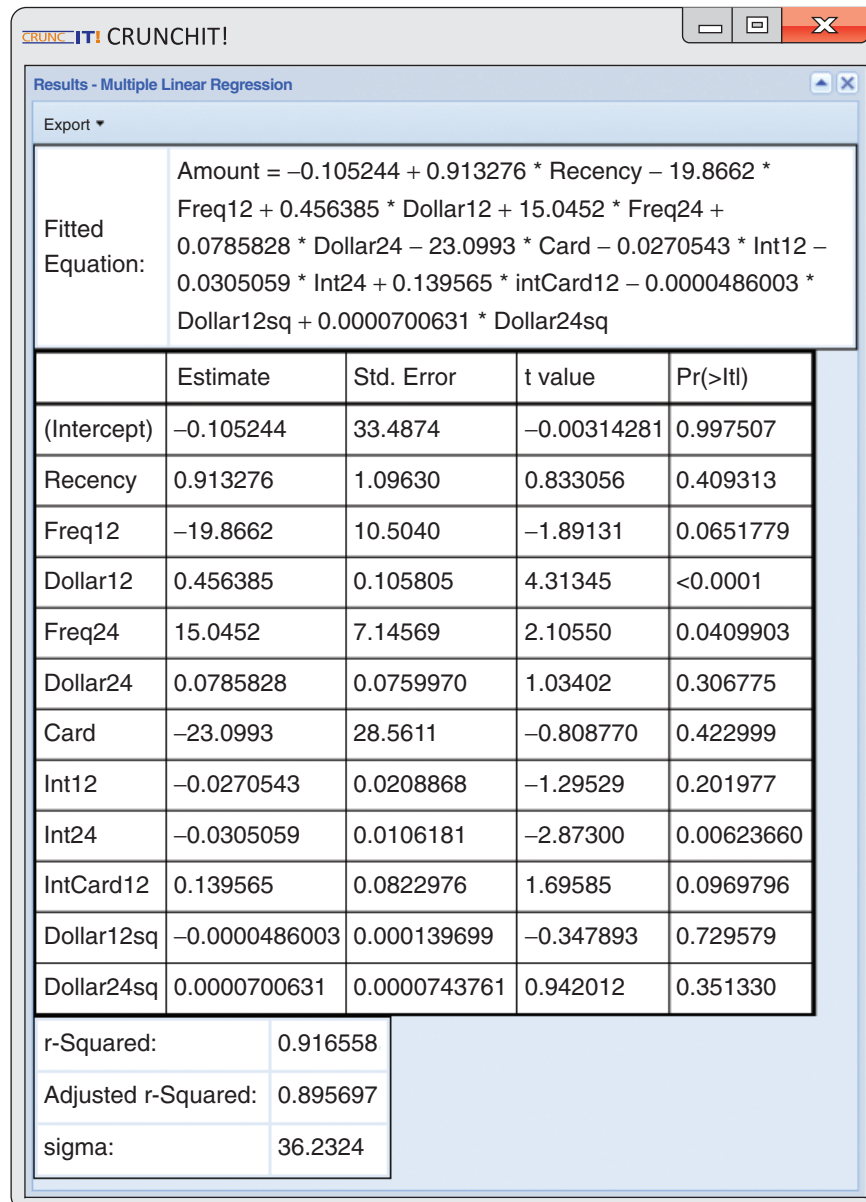 CRUNCIT! CRUNCHIT!
Results - Multiple Linear Regression
Export
Fitted Equation:
Amount = −0.105244 + 0.913276 * Recency − 19.8662 *
Freq12 + 0.456385 * Dollar12 + 15.0452 * Freq24 +
0.0785828 * Dollar24 − 23.0993 * Card − 0.0270543 * Int12 −
0.0305059 * Int24 + 0.139565 * intCard12 − 0.0000486003 *
Dollar12sq + 0.0000700631 * Dollar24sq
Estimate Std. Error t value Pr(>ltl)
(Intercept) −0.105244 33.4874 −0.00314281 0.997507
Recency 0.913276 1.09630 0.833056 0.409313
Freq12 −19.8662 10.5040 −1.89131 0.0651779
Dollar12 0.456385 0.105805 4.31345 <0.0001
Freq24 15.0452 7.14569 2.10550 0.0409903
Dollar24 0.0785828 0.0759970 1.03402 0.306775
Card −23.0993 28.5611 −0.808770 0.422999
Int12 −0.0270543 0.0208868 −1.29529 0.201977
Int24 −0.0305059 0.0106181 −2.87300 0.00623660
IntCard12 0.139565 0.0822976 1.69585 0.0969796
Dollar12sq −0.0000486003 0.000139699 −0.347893 0.729579
Dollar24sq 0.0000700631 0.0000743761 0.942012 0.351330
r-Squared: 0.916558
Adjusted r-Squared: 0.895697
sigma: 36.2324